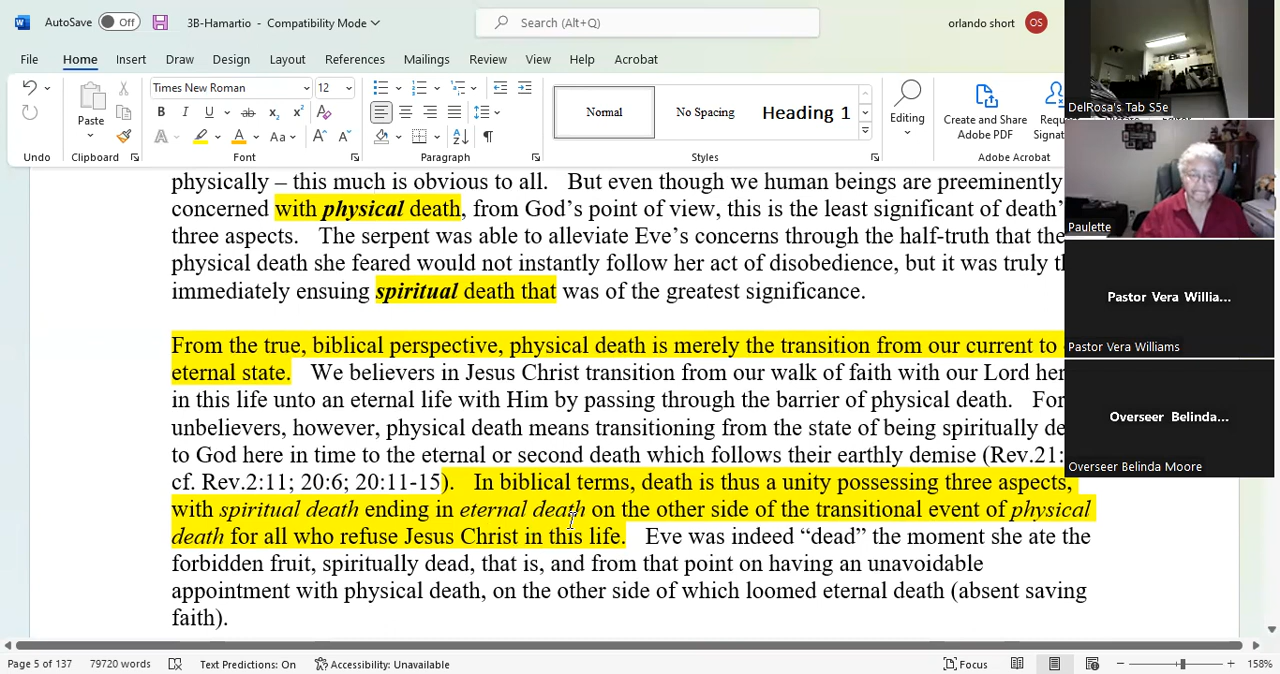 AutoSave Off 3B-Hamartio - Compatibility Mode Search (Alt+Q) orlando short OS
File Home Insert Draw Design Layout References Mailings Review View Help Acrobat
Times New Roman 12
Paste
Normal No Spacing Heading 1
Editing
Create and Share
Adobe PDF
Requ
Signat
Undo Clipboard Font Paragraph Styles Adobe Acrobat
physically – this much is obvious to all. But even though we human beings are preeminently
concerned with physical death, from God's point of view, this is the least significant of death'
three aspects. The serpent was able to alleviate Eve's concerns through the half-truth that the
physical death she feared would not instantly follow her act of disobedience, but it was truly th
immediately ensuing spiritual death that was of the greatest significance.
From the true, biblical perspective, physical death is merely the transition from our current to
eternal state. We believers in Jesus Christ transition from our walk of faith with our Lord her
in this life unto an eternal life with Him by passing through the barrier of physical death. For
unbelievers, however, physical death means transitioning from the state of being spiritually de
to God here in time to the eternal or second death which follows their earthly demise (Rev.21:
cf. Rev.2:11; 20:6; 20:11-15). In biblical terms, death is thus a unity possessing three aspects,
with spiritual death ending in eternal death on the other side of the transitional event of physical
death for all who refuse Jesus Christ in this life. Eve was indeed “dead” the moment she ate the
forbidden fruit, spiritually dead, that is, and from that point on having an unavoidable
appointment with physical death, on the other side of which loomed eternal death (absent saving
faith).
Page 5 of 137 79720 words Text Predictions: On Accessibility: Unavailable Focus 158%
DelRosa's Tab S5e
Paulette
Pastor Vera Willia...
Pastor Vera Williams
Overseer Belinda...
Overseer Belinda Moore